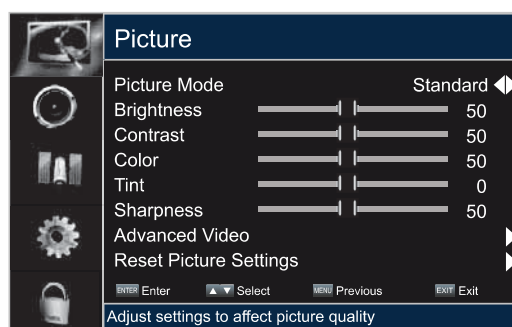 Picture
Picture Mode Standard
Brightness 50
Contrast 50
Color 50
Tint 0
Sharpness 50
Advanced Video
Reset Picture Settings
ENTER Enter ▲ ▼ Select MENU Previous EXIT Exit
Adjust settings to affect picture quality